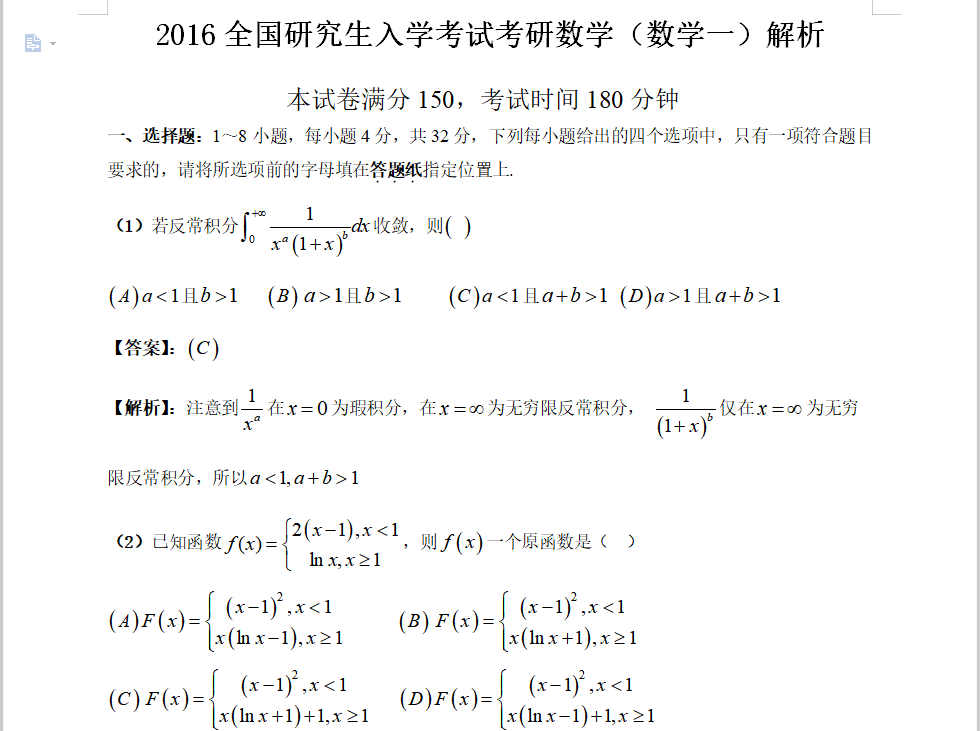 2016 全国研究生入学考试考研数学（数学一）解析
本试卷满分 150，考试时间 180 分钟
一、选择题：1～8 小题，每小题 4 分，共 32 分，下列每小题给出的四个选项中，只有一项符合题目
要求的，请将所选项前的字母填在答题纸指定位置上.
（1）若反常积分 $\int_0^{+\infty} \frac{1}{x^a(1+x)^b}dx$ 收敛，则( )
(A) a<1且b>1 (B) a>1且b>1 (C) a<1且a+b>1 (D) a>1且a+b>1
【答案】：(C)
【解析】：注意到 $\frac{1}{x^a}$ 在 x=0 为瑕积分，在 x=∞ 为无穷限反常积分， $\frac{1}{(1+x)^b}$ 仅在 x=∞ 为无穷
限反常积分，所以 a<1, a+b>1
（2）已知函数 $f(x)=\begin{cases}2(x-1),x<1\\ \ln x,x\ge 1\end{cases}$，则 f(x) 一个原函数是（ ）
(A) $F(x)=\begin{cases}(x-1)^2,x<1\\ x(\ln x-1),x\ge 1\end{cases}$ (B) $F(x)=\begin{cases}(x-1)^2,x<1\\ x(\ln x+1),x\ge 1\end{cases}$
(C) $F(x)=\begin{cases}(x-1)^2,x<1\\ x(\ln x+1)+1,x\ge 1\end{cases}$ (D) $F(x)=\begin{cases}(x-1)^2,x<1\\ x(\ln x-1)+1,x\ge 1\end{cases}$